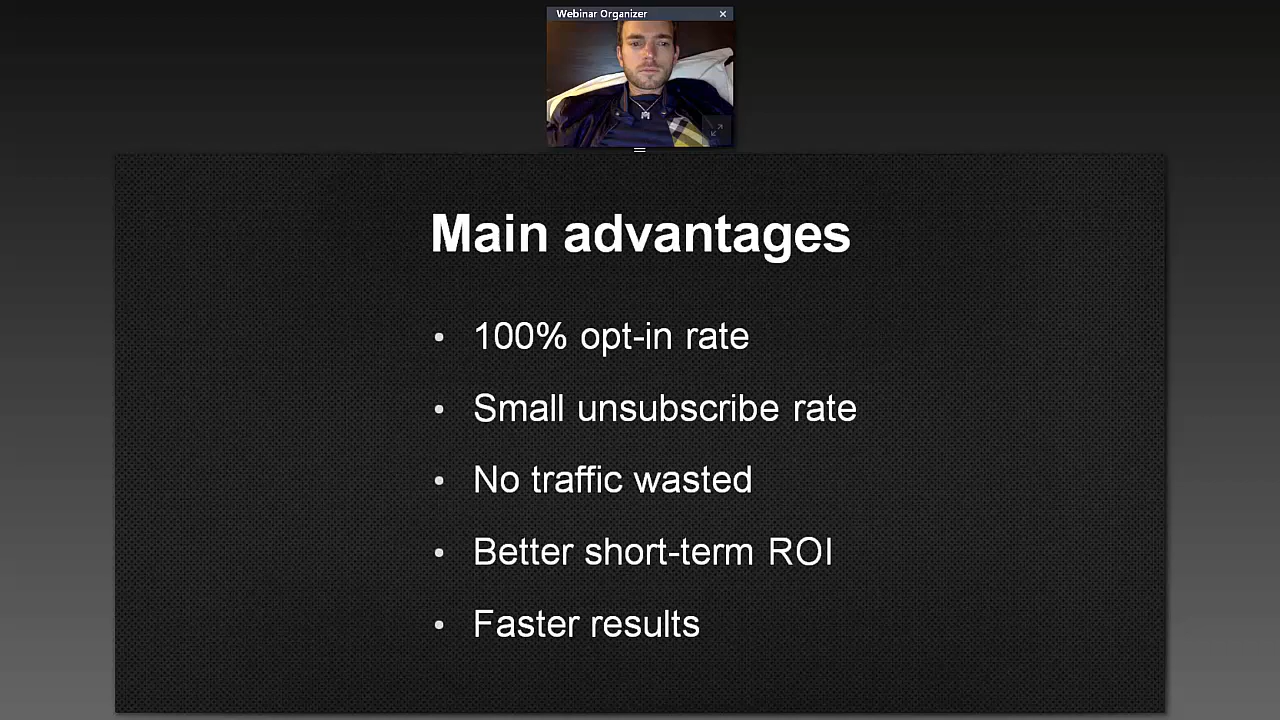 Webinar Organizer
Main advantages
• 100% opt-in rate
• Small unsubscribe rate
• No traffic wasted
• Better short-term ROI
• Faster results